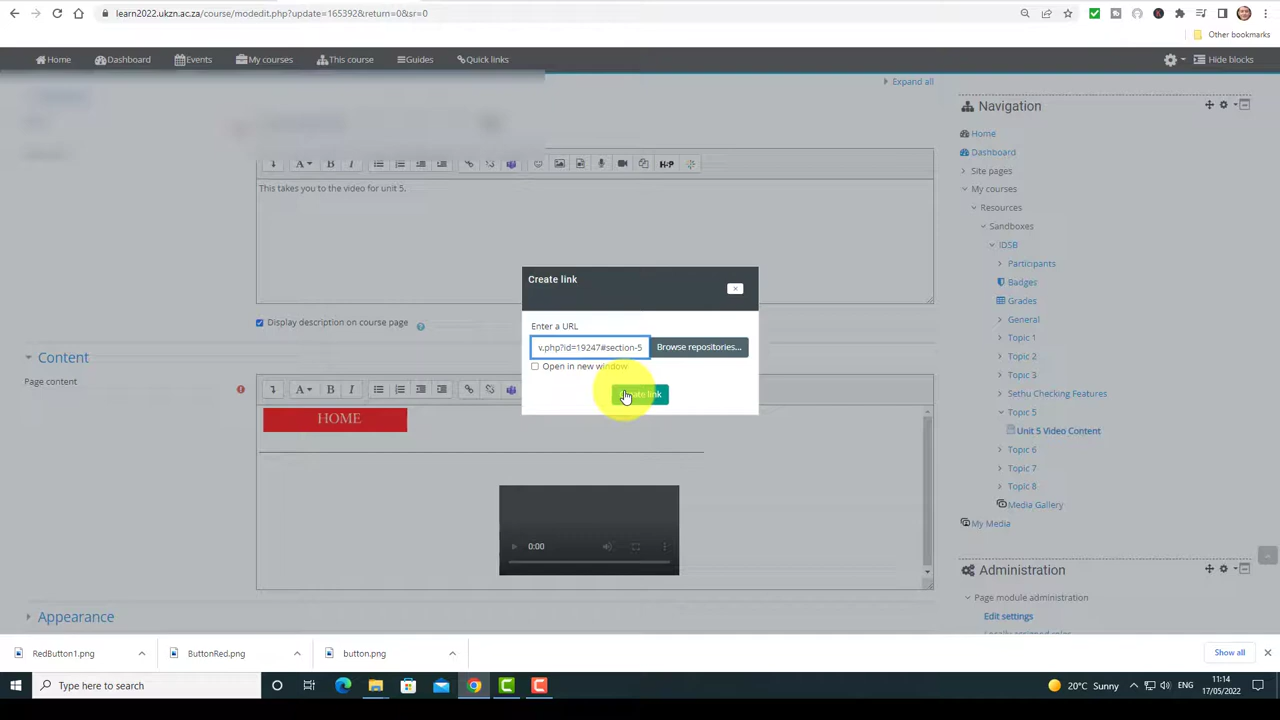 learn2022.ukzn.ac.za/course/modedit.php?update=165392&return=0&sr=0
Other bookmarks
Home
Dashboard
Events
My courses
This course
Guides
Quick links
Hide blocks
Expand all
A
B
I
H-P
This takes you to the video for unit 5.
Display description on course page
Content
Page content
A
B
I
HOME
0:00
Appearance
Create link
Enter a URL
v.php?id=19247#section-5
Browse repositories...
Open in new window
link
Navigation
Home
Dashboard
Site pages
My courses
Resources
Sandboxes
IDSB
Participants
Badges
Grades
General
Topic 1
Topic 2
Topic 3
Sethu Checking Features
Topic 5
Unit 5 Video Content
Topic 6
Topic 7
Topic 8
Media Gallery
My Media
Administration
Page module administration
Edit settings
RedButton1.png
ButtonRed.png
button.png
Show all
Type here to search
20°C Sunny
ENG
11:14
17/05/2022